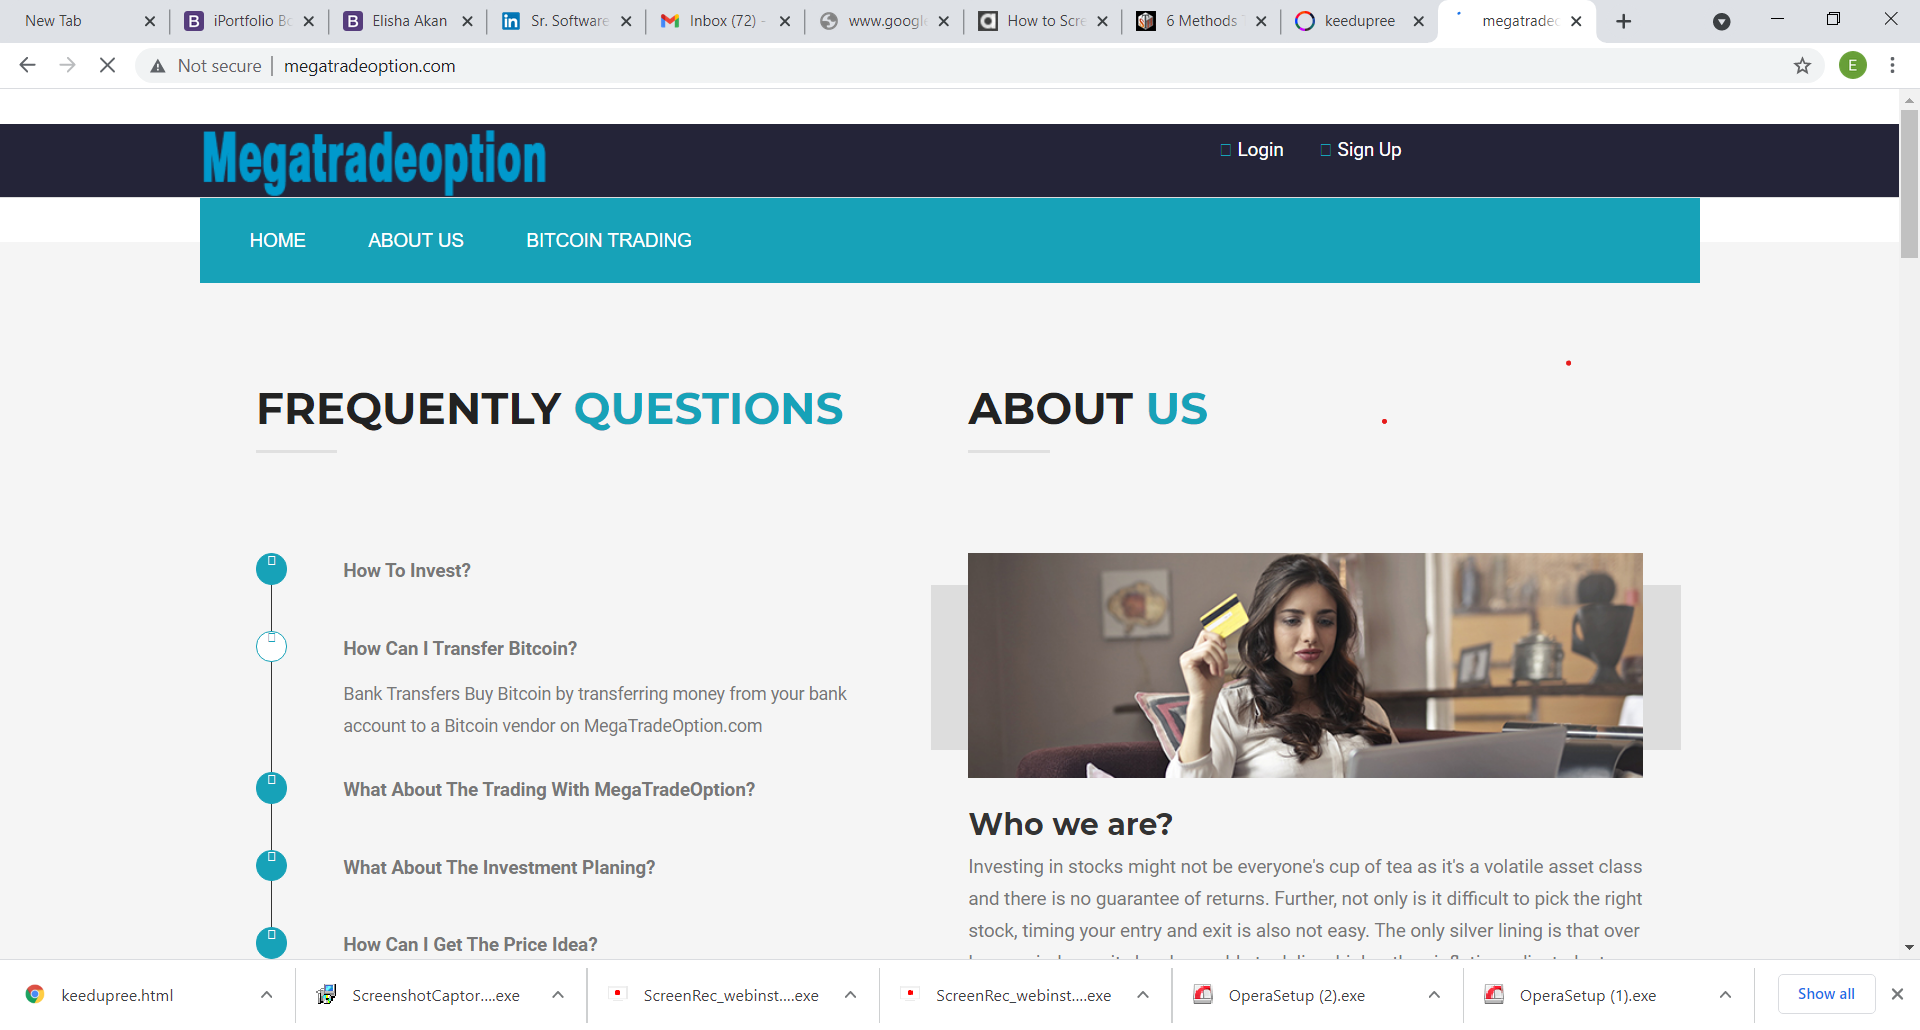 New Tab
iPortfolio Bo
Elisha Akan
Sr. Software
Inbox (72) -
www.google
How to Scre
6 Methods
keedupree
megatradeo
Not secure
megatradeoption.com
E
Megatradeoption
Login
Sign Up
HOME
ABOUT US
BITCOIN TRADING
FREQUENTLY QUESTIONS
How To Invest?
How Can I Transfer Bitcoin?
Bank Transfers Buy Bitcoin by transferring money from your bank
account to a Bitcoin vendor on MegaTradeOption.com
What About The Trading With MegaTradeOption?
What About The Investment Planing?
How Can I Get The Price Idea?
ABOUT US
Who we are?
Investing in stocks might not be everyone's cup of tea as it's a volatile asset class
and there is no guarantee of returns. Further, not only is it difficult to pick the right
stock, timing your entry and exit is also not easy. The only silver lining is that over
keedupree.html
ScreenshotCaptor....exe
ScreenRec_webinst....exe
ScreenRec_webinst....exe
OperaSetup (2).exe
OperaSetup (1).exe
Show all